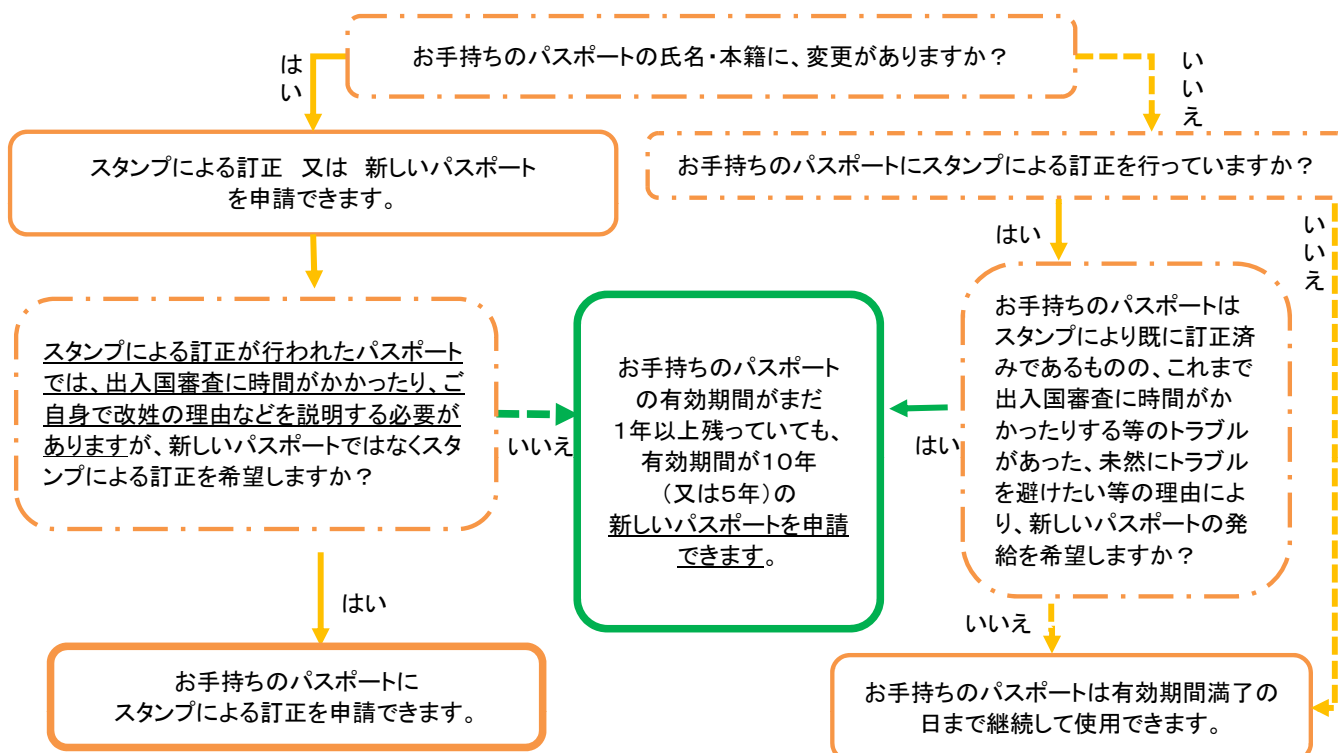 お手持ちのパスポートの氏名・本籍に、変更がありますか？
はい
いいえ
スタンプによる訂正　又は　新しいパスポート
を申請できます。
お手持ちのパスポートにスタンプによる訂正を行っていますか？
はい
いいえ
スタンプによる訂正が行われたパスポート
では、出入国審査に時間がかかったり、ご
自身で改姓の理由などを説明する必要が
ありますが、新しいパスポートではなくスタ
ンプによる訂正を希望しますか？
いいえ
お手持ちのパスポート
の有効期間がまだ
１年以上残っていても、
有効期間が１０年
（又は５年）の
新しいパスポートを申請
できます。
はい
お手持ちのパスポートは
スタンプにより既に訂正済
みであるものの、これまで
出入国審査に時間がか
かったりする等のトラブル
があった、未然にトラブル
を避けたい等の理由によ
り、新しいパスポートの発
給を希望しますか？
はい
いいえ
お手持ちのパスポートに
スタンプによる訂正を申請できます。
お手持ちのパスポートは有効期間満了の
日まで継続して使用できます。